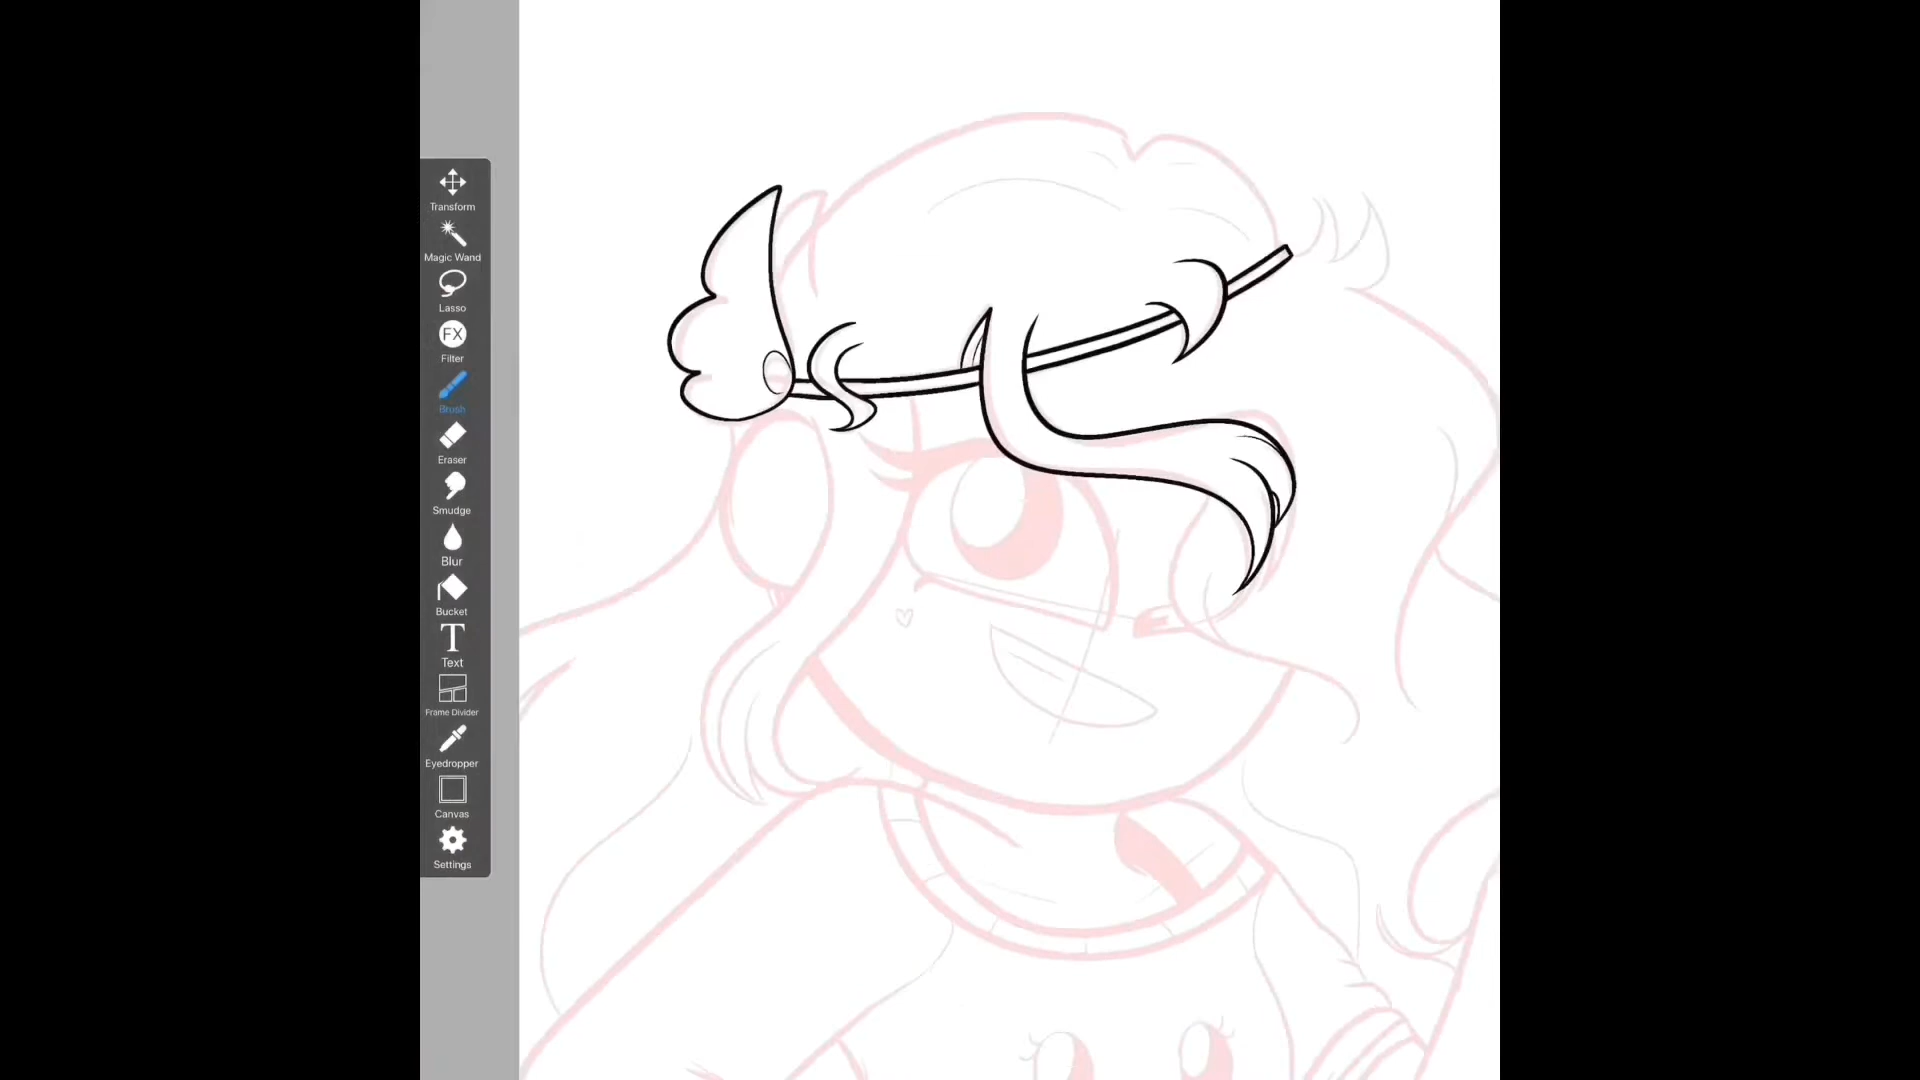 Transform
Magic Wand
Lasso
FX
Filter
Brush
Eraser
Smudge
Blur
Bucket
T
Text
Frame Divider
Eyedropper
Canvas
Settings